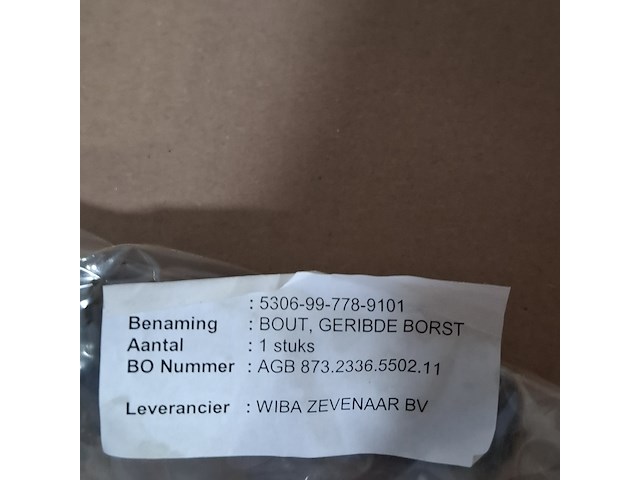 : 5306-99-778-9101
Benaming : BOUT, GERIBDE BORST
Aantal : 1 stuks
BO Nummer : AGB 873.2336.5502.11
Leverancier : WIBA ZEVENAAR BV